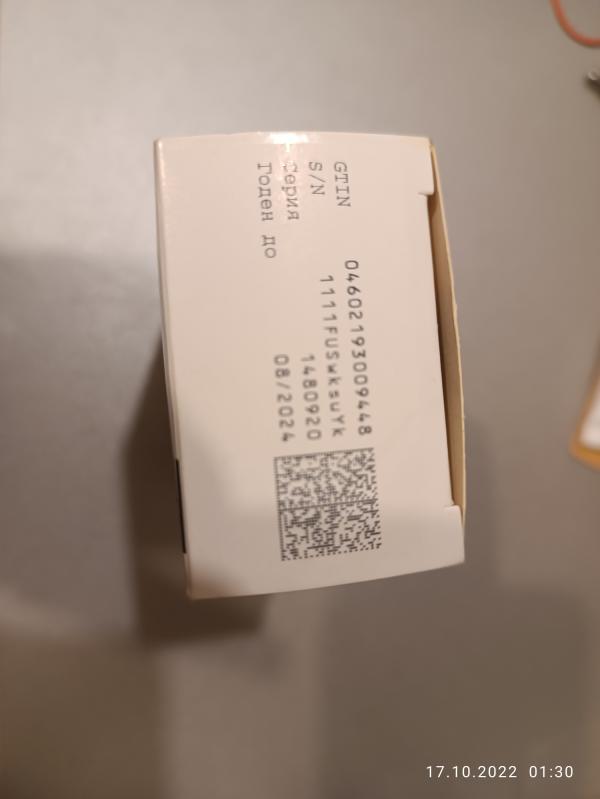 GTIN 04602193009448
S/N 1111FUSwksuYk
Серия 1480920
Годен до 08/2024
17.10.2022 01:30